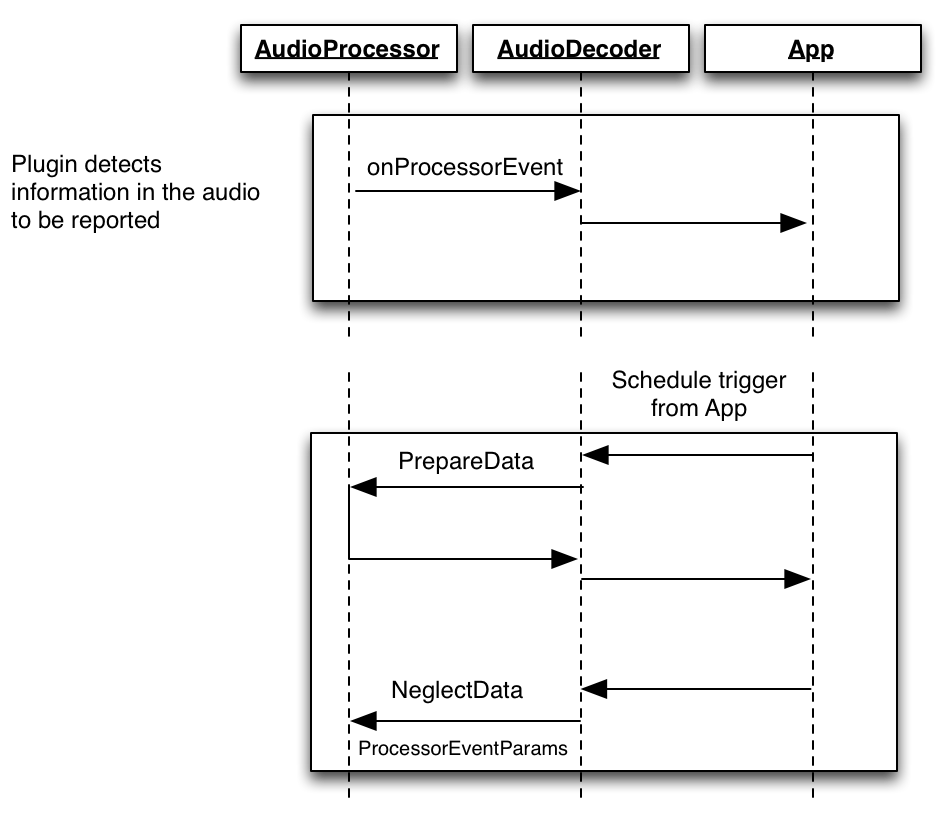 AudioProcessor
AudioDecoder
App
Plugin detects
information in the audio
to be reported
onProcessorEvent
Schedule trigger
from App
PrepareData
NeglectData
ProcessorEventParams